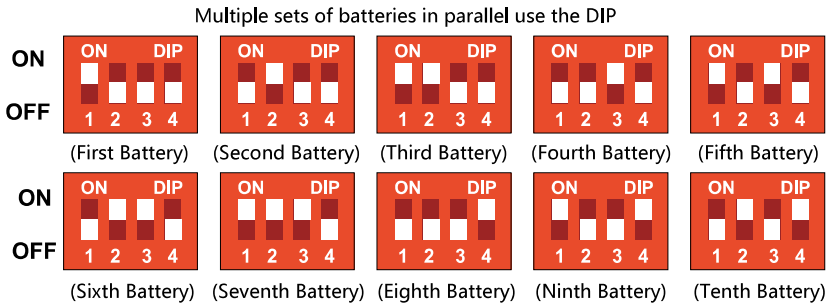 Multiple sets of batteries in parallel use the DIP
ON
ON DIP ON DIP ON DIP ON DIP ON DIP
OFF
1 2 3 4 1 2 3 4 1 2 3 4 1 2 3 4 1 2 3 4
(First Battery) (Second Battery) (Third Battery) (Fourth Battery) (Fifth Battery)
ON DIP ON DIP ON DIP ON DIP ON DIP
ON
OFF
1 2 3 4 1 2 3 4 1 2 3 4 1 2 3 4 1 2 3 4
(Sixth Battery) (Seventh Battery) (Eighth Battery) (Ninth Battery) (Tenth Battery)